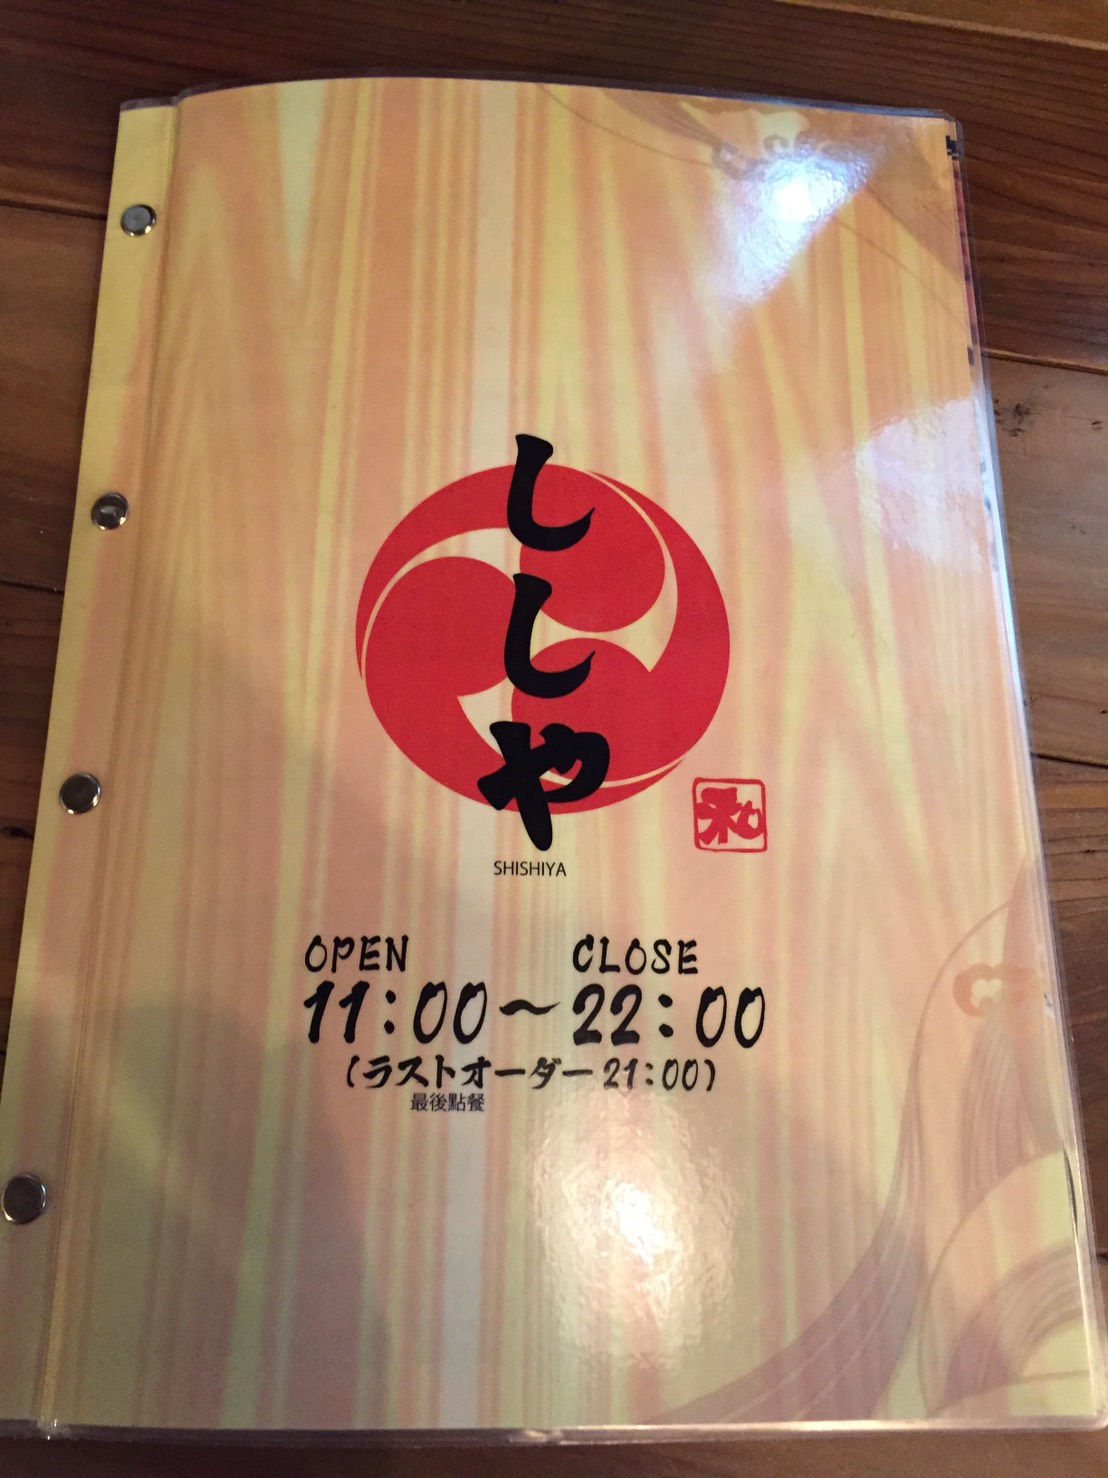 ししや
和
SHISHIYA
OPEN CLOSE
11:00～22:00
(ラストオーダー21:00)
最後點餐